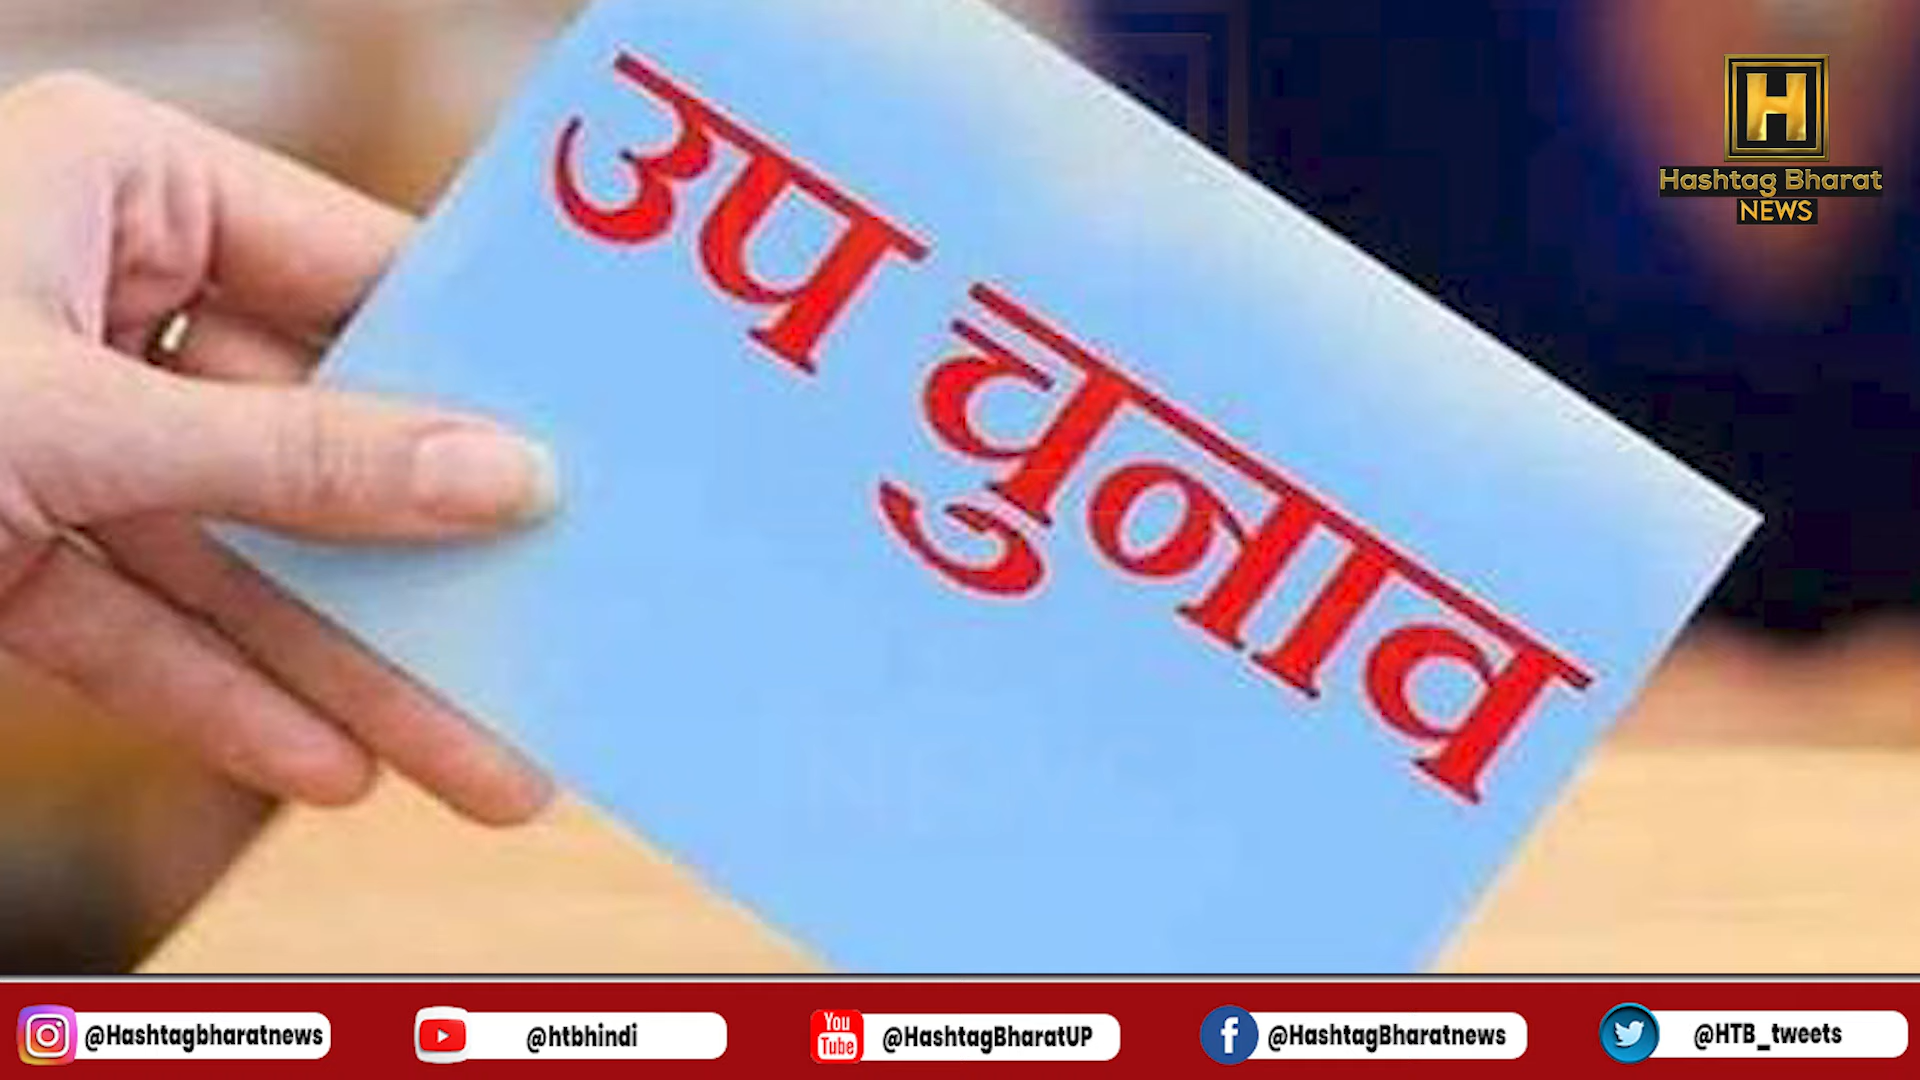 उप चुनाव
H
Hashtag Bharat
NEWS
@Hashtagbharatnews
@htbhindi
You
Tube
@HashtagBharatUP
@HashtagBharatnews
@HTB_tweets